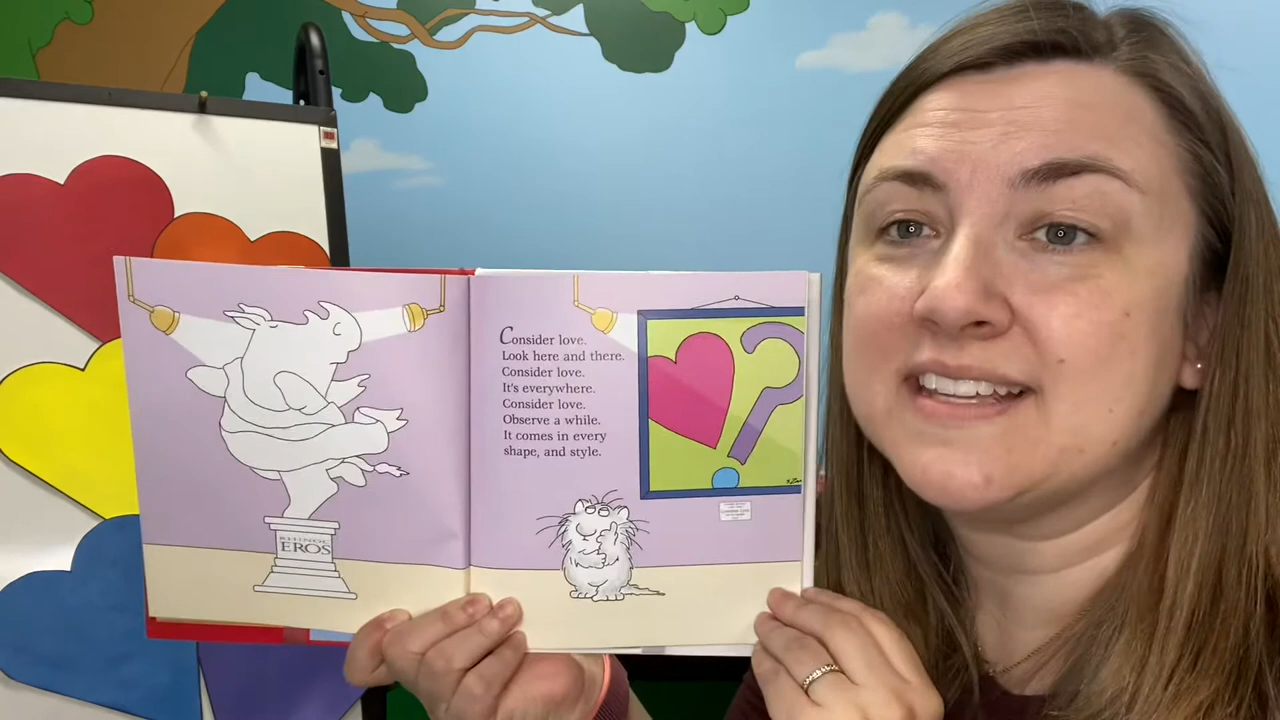 RHINOC
EROS
Consider love.
Look here and there.
Consider love.
It's everywhere.
Consider love.
Observe a while.
It comes in every
shape, and style.